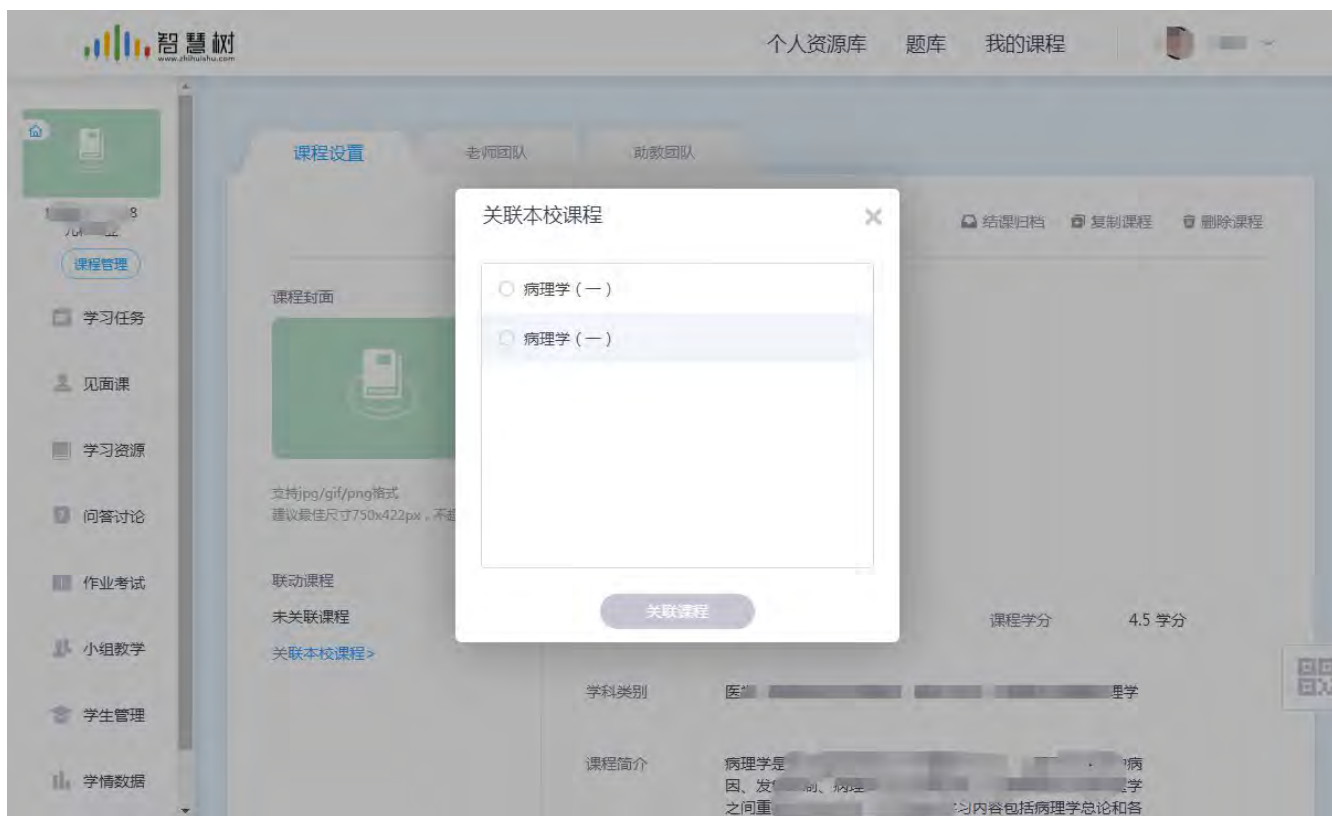 智慧树
www.zhihuishu.com
个人资源库 题库 我的课程
课程设置 老师团队 助教团队
关联本校课程
结课归档 复制课程 删除课程
8
课程管理
病理学（一）
课程封面
学习任务
病理学（一）
见面课
学习资源
支持jpg/gif/png格式
问答讨论
建议最佳尺寸750x422px，不超
作业考试
联动课程
关联课程
未关联课程
课程学分 4.5 学分
小组教学
关联本校课程>
学科类别 医 理学
学生管理
课程简介 病理学是 病
因、发 制、病理 学
学情数据
之间重 习内容包括病理学总论和各